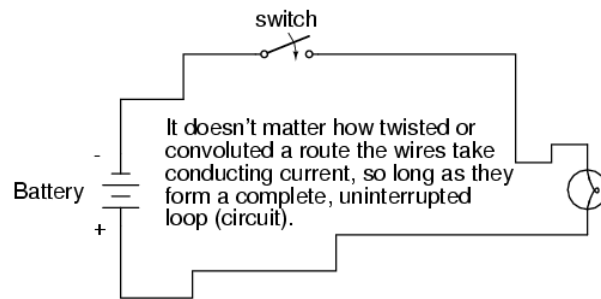 switch
It doesn't matter how twisted or
convoluted a route the wires take
conducting current, so long as they
form a complete, uninterrupted
loop (circuit).
-
Battery
+